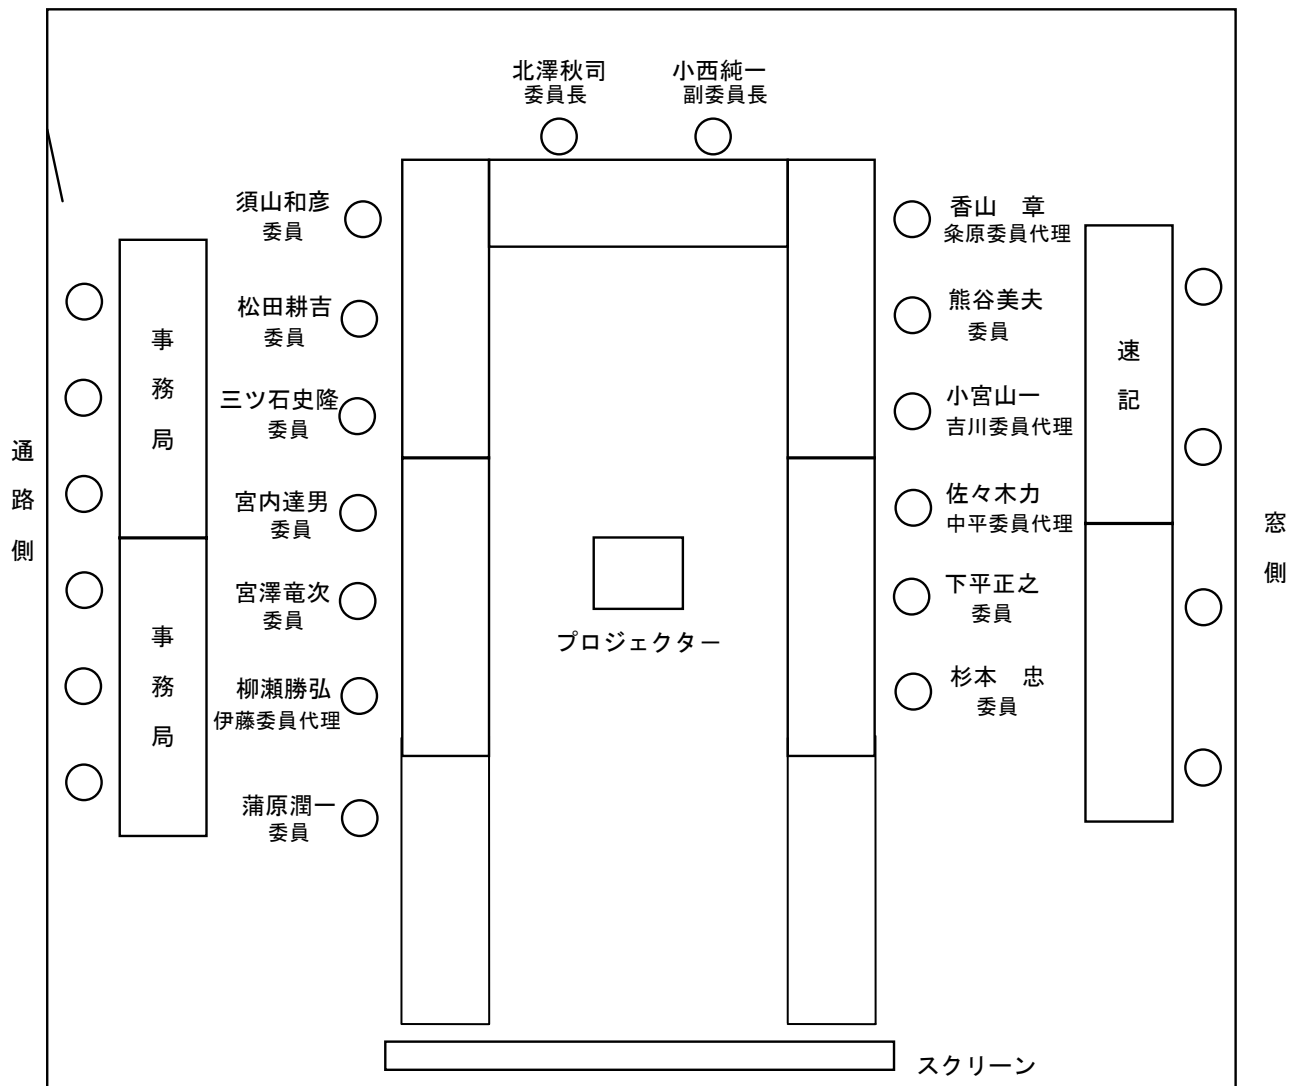 北澤秋司
委員長
小西純一
副委員長
須山和彦
委員
香山　章
粂原委員代理
松田耕吉
委員
熊谷美夫
委員
三ツ石史隆
委員
小宮山一
吉川委員代理
宮内達男
委員
佐々木力
中平委員代理
宮澤竜次
委員
下平正之
委員
柳瀬勝弘
伊藤委員代理
杉本　忠
委員
蒲原潤一
委員
事務局
事務局
速記
通路側
窓側
プロジェクター
スクリーン